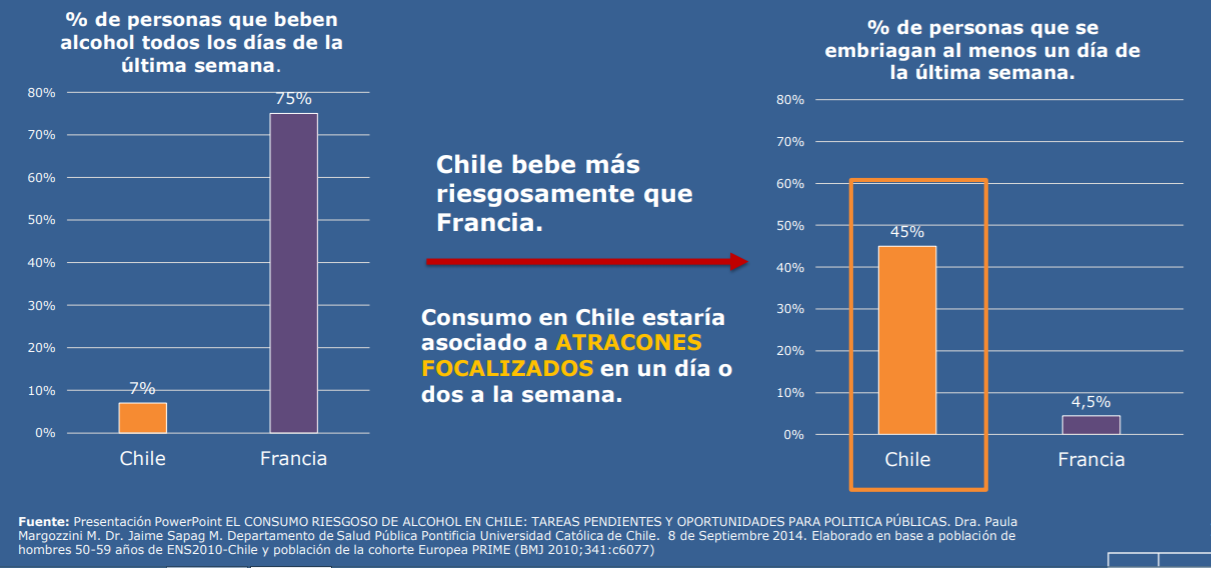 % de personas que beben
alcohol todos los días de la
última semana.
80%
70%
60%
50%
40%
30%
20%
10%
0%
75%
7%
Chile
Francia
Chile bebe más
riesgosamente que
Francia.
Consumo en Chile estaría
asociado a ATRACONES
FOCALIZADOS en un día o
dos a la semana.
% de personas que se
embriagan al menos un día de
la última semana.
80%
70%
60%
50%
40%
30%
20%
10%
0%
45%
4,5%
Chile
Francia
Fuente: Presentación PowerPoint EL CONSUMO RIESGOSO DE ALCOHOL EN CHILE: TAREAS PENDIENTES Y OPORTUNIDADES PARA POLITICA PÚBLICAS. Dra. Paula
Margozzini M. Dr. Jaime Sapag M. Departamento de Salud Pública Pontificia Universidad Católica de Chile. 8 de Septiembre 2014. Elaborado en base a población de
hombres 50-59 años de ENS2010-Chile y población de la cohorte Europea PRIME (BMJ 2010;341:c6077)